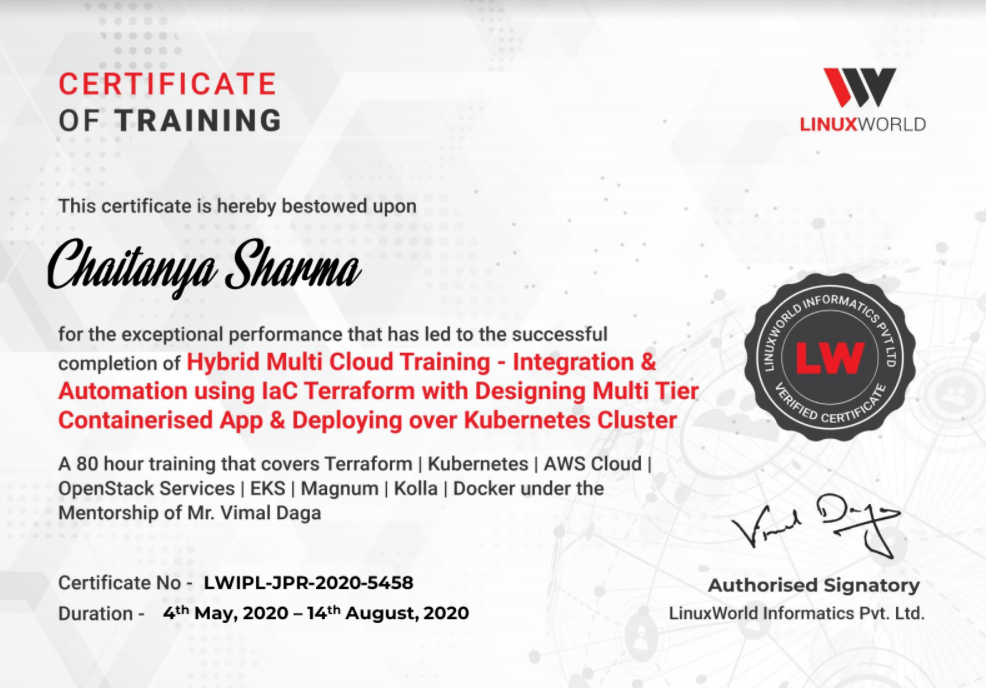 CERTIFICATE
OF TRAINING
LINUXWORLD
This certificate is hereby bestowed upon
Chaitanya Sharma
for the exceptional performance that has led to the successful
completion of Hybrid Multi Cloud Training - Integration &
Automation using IaC Terraform with Designing Multi Tier
Containerised App & Deploying over Kubernetes Cluster
LINUXWORLD INFORMATICS PVT LTD
LW
VERIFIED CERTIFICATE
A 80 hour training that covers Terraform | Kubernetes | AWS Cloud |
OpenStack Services | EKS | Magnum | Kolla | Docker under the
Mentorship of Mr. Vimal Daga
Vimal Daga
Certificate No - LWIPL-JPR-2020-5458
Duration - 4th May, 2020 – 14th August, 2020
Authorised Signatory
LinuxWorld Informatics Pvt. Ltd.